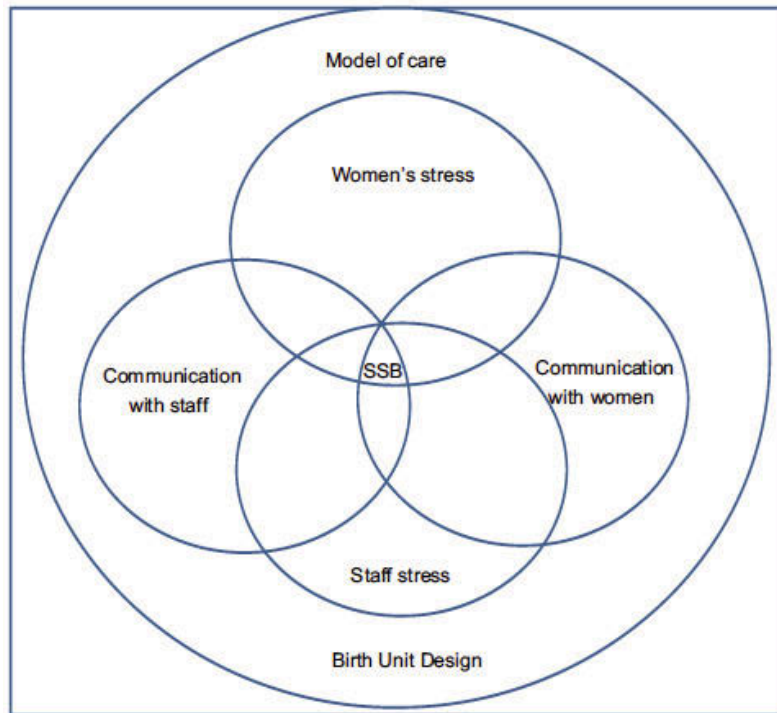 Model of care
Women's stress
SSB
Communication
with staff
Communication
with women
Staff stress
Birth Unit Design